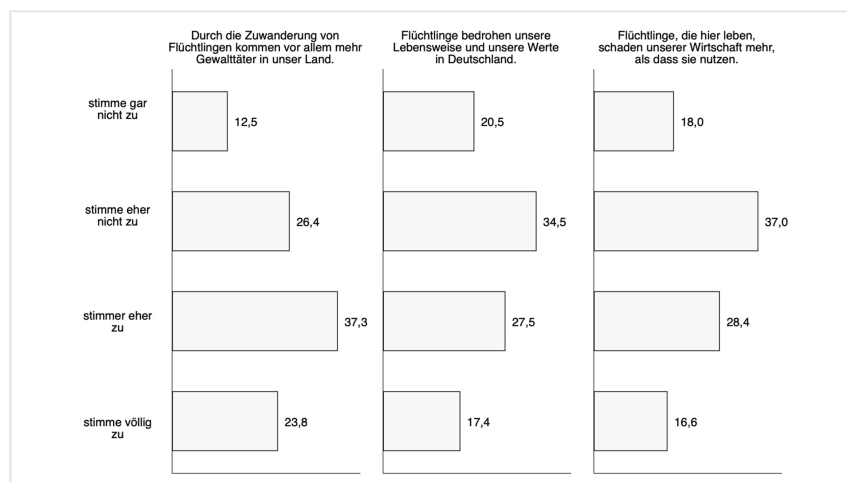 Durch die Zuwanderung von
Flüchtlingen kommen vor allem mehr
Gewalttäter in unser Land.
Flüchtlinge bedrohen unsere
Lebensweise und unsere Werte
in Deutschland.
Flüchtlinge, die hier leben,
schaden unserer Wirtschaft mehr,
als dass sie nutzen.
stimme gar
nicht zu
12,5
20,5
18,0
stimme eher
nicht zu
26,4
34,5
37,0
stimmer eher
zu
37,3
27,5
28,4
stimme völlig
zu
23,8
17,4
16,6